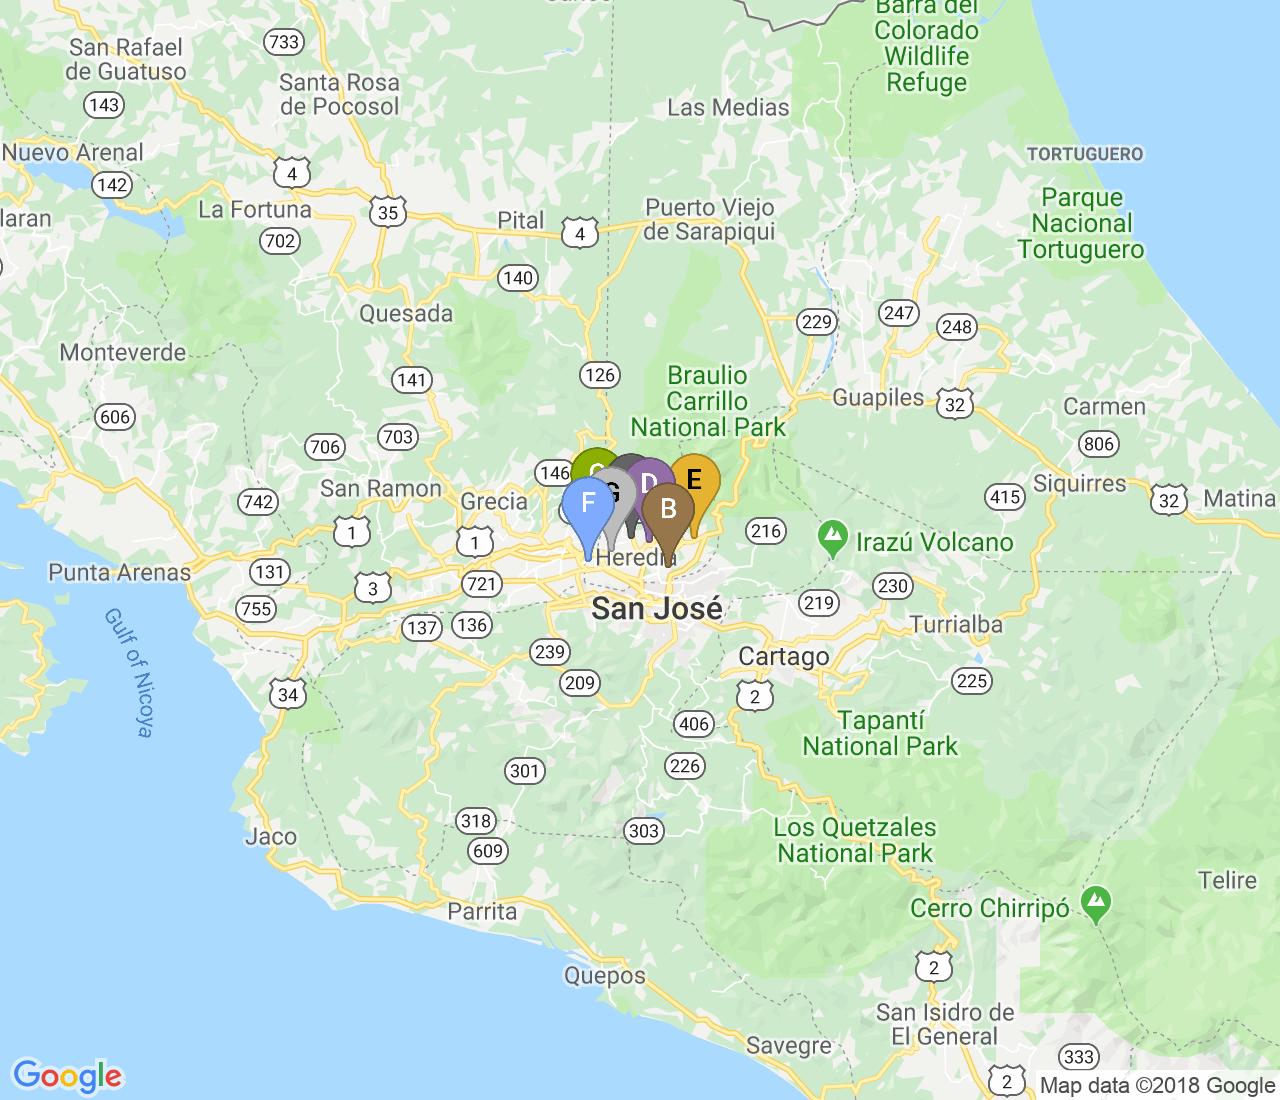 Barra del
Colorado
Wildlife
Refuge
733
San Rafael
de Guatuso
Santa Rosa
de Pocosol
143
Las Medias
Nuevo Arenal
4
142
TORTUGUERO
Parque
Nacional
Tortuguero
laran
La Fortuna
35
Pital
4
Puerto Viejo
de Sarapiqui
702
140
Quesada
229
247
248
Monteverde
126
141
Braulio
Carrillo
National Park
Guapiles
32
Carmen
606
706
703
806
146
San Ramon
Grecia
742
C
G
D
E
F
B
415
Siquirres
32
Matina
1
1
216
Irazú Volcano
Heredia
Punta Arenas
131
3
721
230
755
San José
219
137
136
Turrialba
Gulf of Nicoya
239
Cartago
209
225
34
2
406
Tapantí
National Park
226
301
318
303
Los Quetzales
National Park
Jaco
609
Telire
Parrita
Cerro Chirripó
Quepos
2
San Isidro de
El General
Savegre
333
2
Google
Map data ©2018 Google